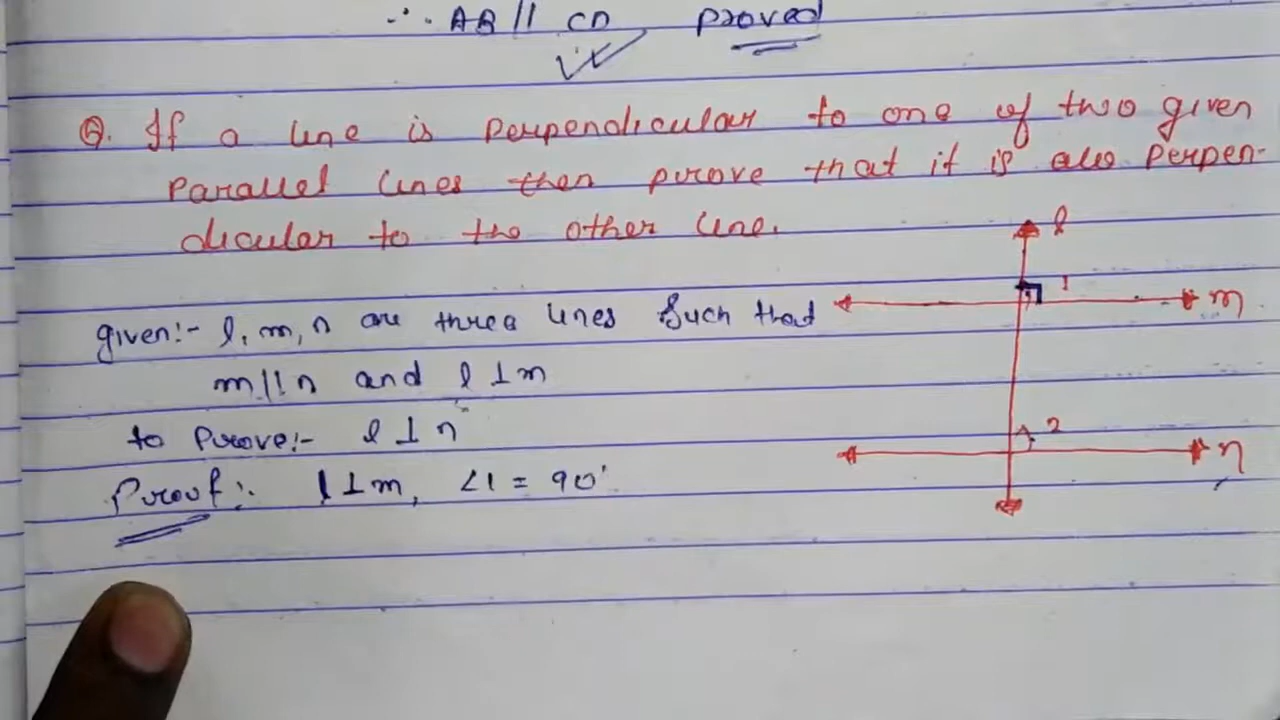 ∴ AB // CD proved
Q. If a line is perpendicular to one of two given
parallel lines then prove that it is also perpen-
dicular to the other line.
given:- l, m, n are three lines such that
m||n and l ⊥ m
to prove:- l ⊥ n
Proof:- l ⊥ m, ∠1 = 90°
l
1
m
2
n